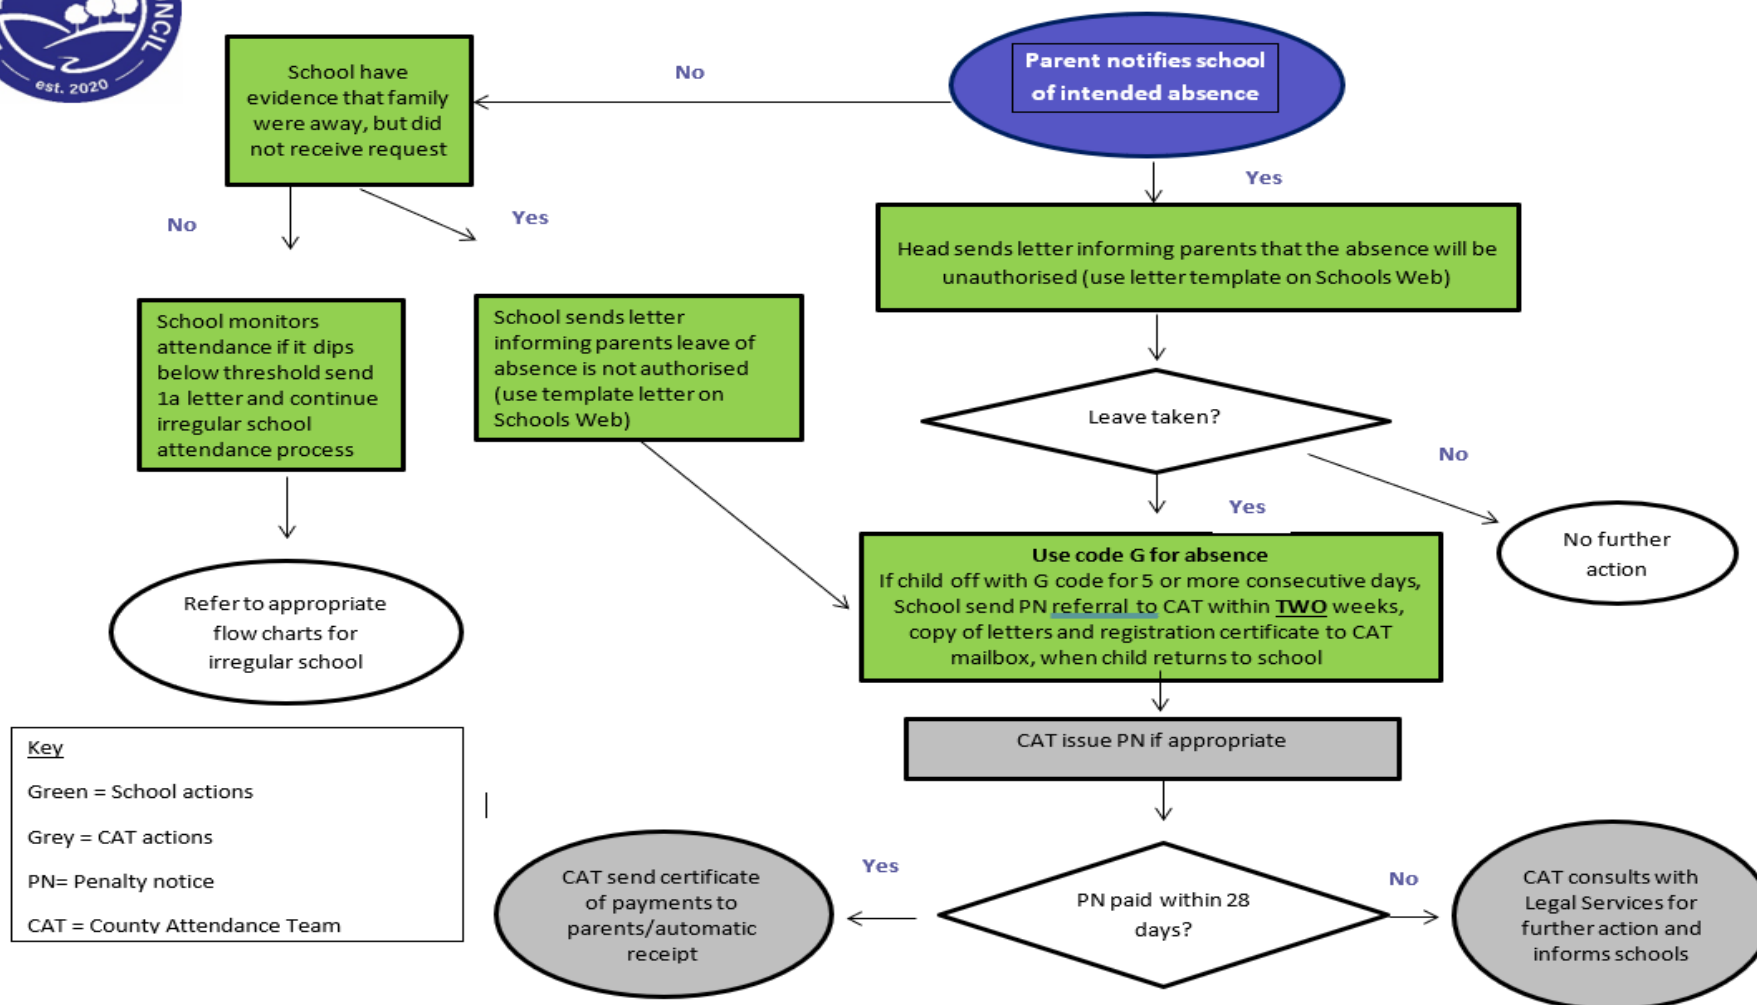 CIL
est. 2020
Parent notifies school
of intended absence
No
School have
evidence that family
were away, but did
not receive request
Yes
Head sends letter informing parents that the absence will be
unauthorised (use letter template on Schools Web)
No
Yes
School monitors
attendance if it dips
below threshold send
1a letter and continue
irregular school
attendance process
School sends letter
informing parents leave of
absence is not authorised
(use template letter on
Schools Web)
Leave taken?
No
Yes
No further
action
Use code G for absence
If child off with G code for 5 or more consecutive days,
School send PN referral to CAT within TWO weeks,
copy of letters and registration certificate to CAT
mailbox, when child returns to school
Refer to appropriate
flow charts for
irregular school
CAT issue PN if appropriate
Key
Green = School actions
Grey = CAT actions
PN= Penalty notice
CAT = County Attendance Team
PN paid within 28
days?
Yes
CAT send certificate
of payments to
parents/automatic
receipt
No
CAT consults with
Legal Services for
further action and
informs schools